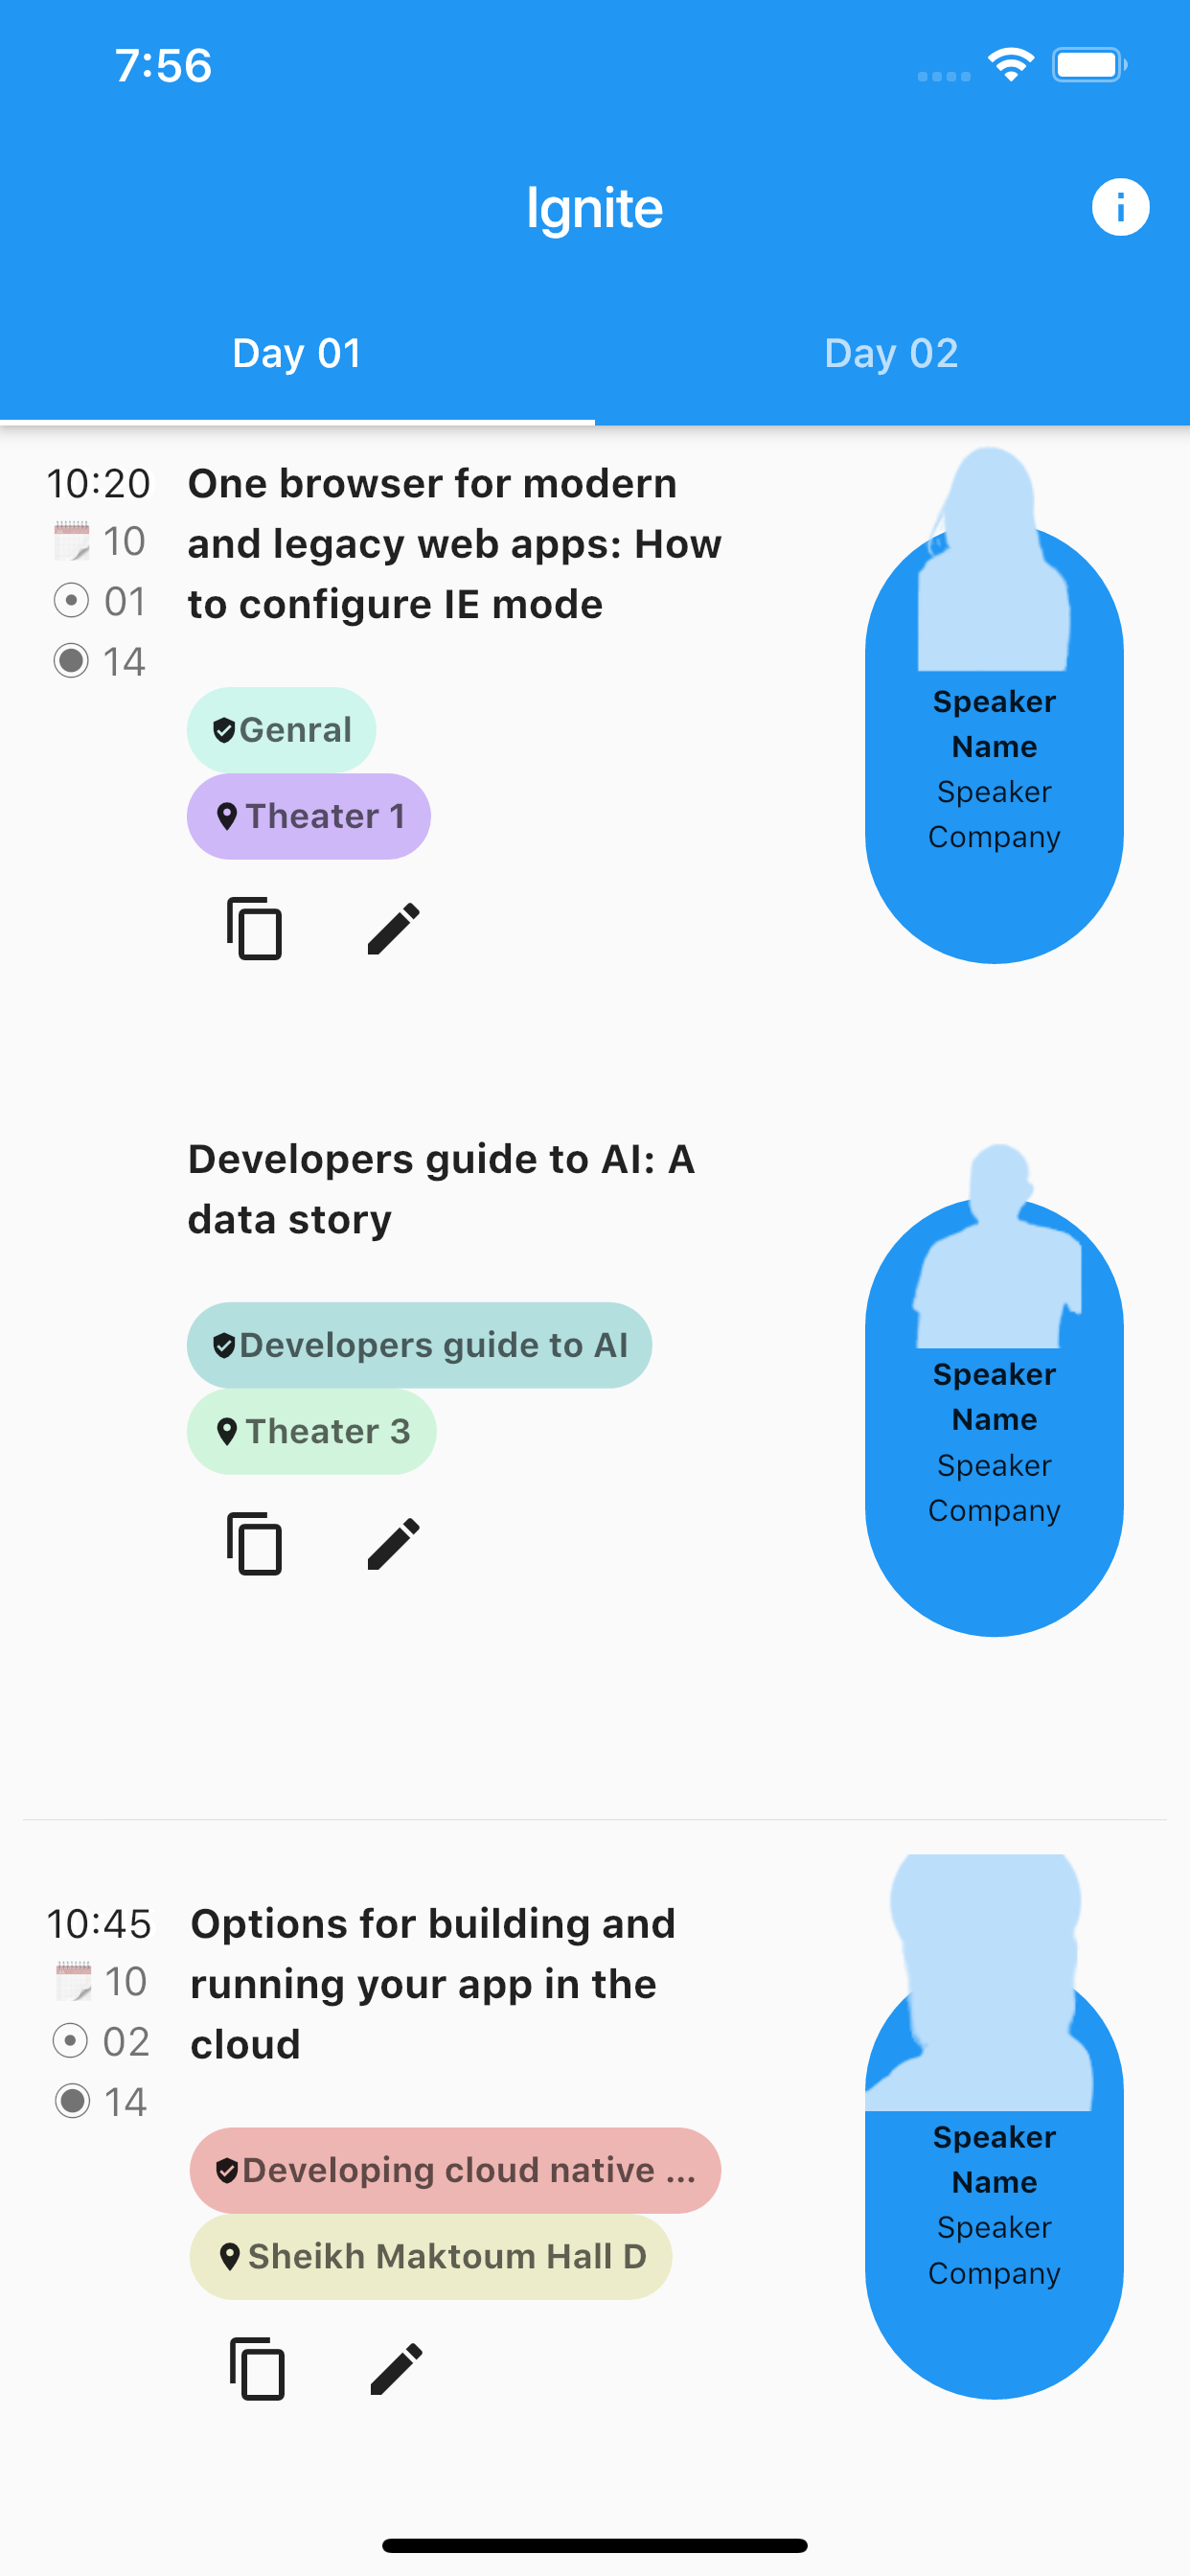 7:56
Ignite
Day 01
Day 02
10:20
10
01
14
One browser for modern
and legacy web apps: How
to configure IE mode
Genral
Theater 1
Speaker
Name
Speaker
Company
Developers guide to AI: A
data story
Developers guide to AI
Theater 3
Speaker
Name
Speaker
Company
10:45
10
02
14
Options for building and
running your app in the
cloud
Developing cloud native ...
Sheikh Maktoum Hall D
Speaker
Name
Speaker
Company